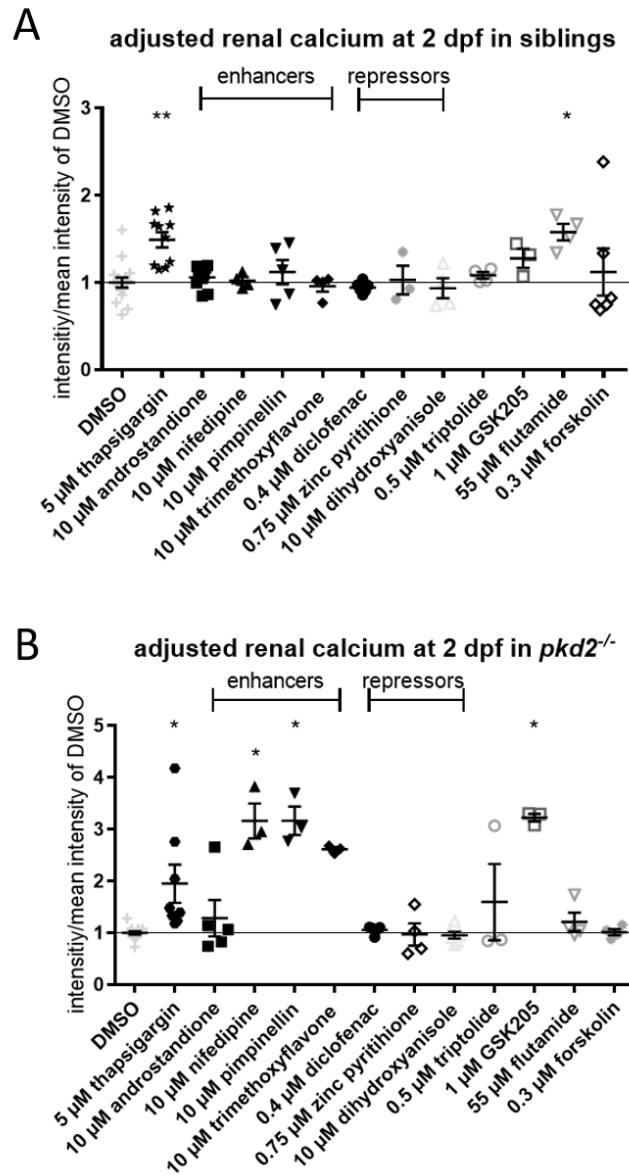 A
adjusted renal calcium at 2 dpf in siblings
enhancers
repressors
** *
3
2
1
0
intensitiy/mean intensity of DMSO
DMSO
5 µM thapsigargin
10 µM androstandione
10 µM nifedipine
10 µM pimpinellin
10 µM trimethoxyflavone
0.4 µM diclofenac
0.75 µM zinc pyritihione
10 µM dihydroxyanisole
0.5 µM triptolide
1 µM GSK205
55 µM flutamide
0.3 µM forskolin
B
adjusted renal calcium at 2 dpf in pkd2-/-
enhancers
repressors
* * * *
5
4
3
2
1
0
intensitiy/mean intensity of DMSO
DMSO
5 µM thapsigargin
10 µM androstandione
10 µM nifedipine
10 µM pimpinellin
10 µM trimethoxyflavone
0.4 µM diclofenac
0.75 µM zinc pyritihione
10 µM dihydroxyanisole
0.5 µM triptolide
1 µM GSK205
55 µM flutamide
0.3 µM forskolin